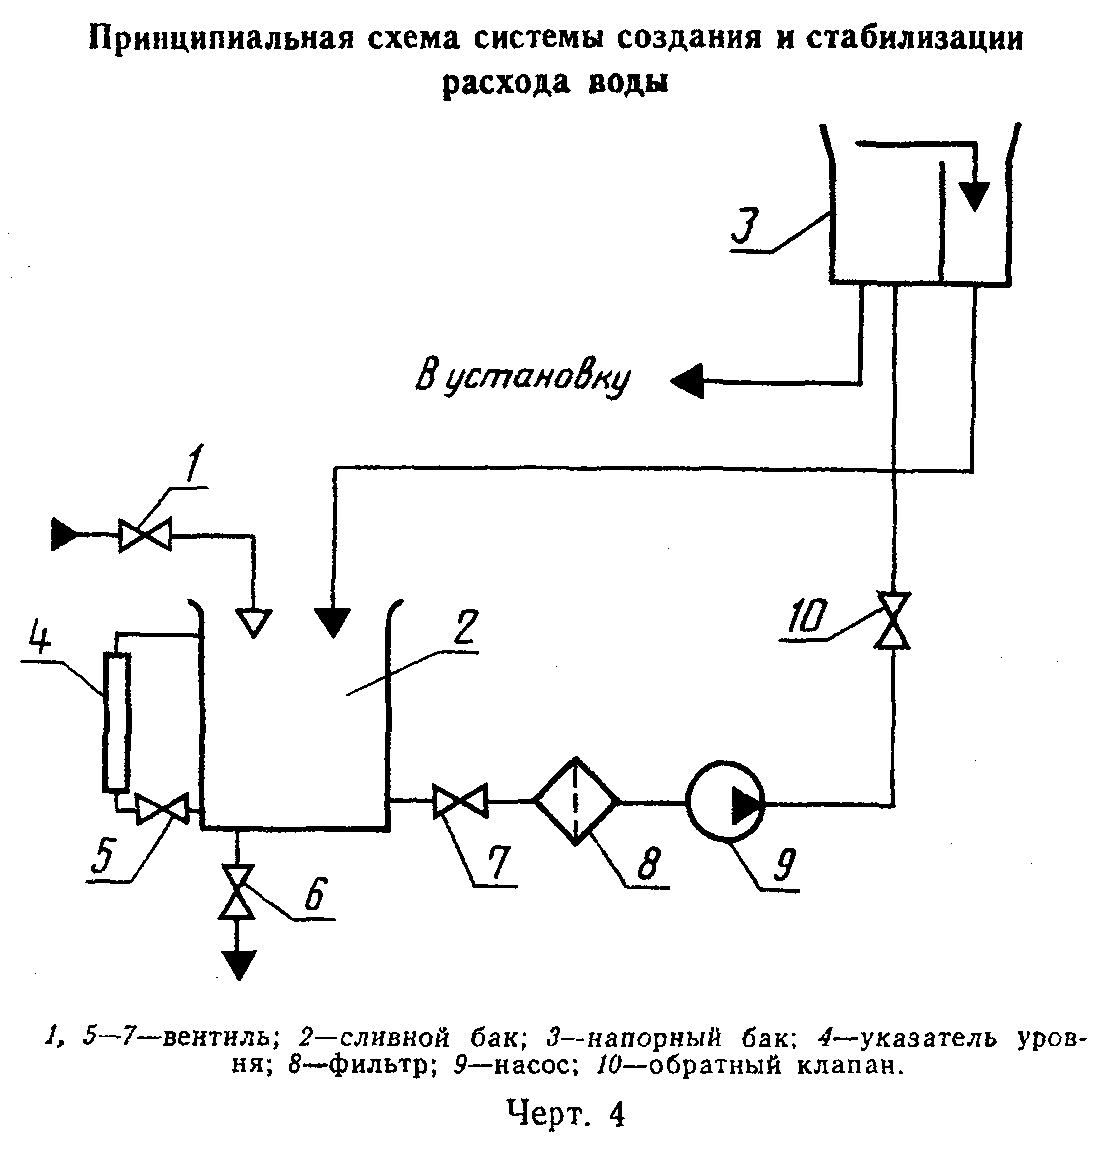 Принципиальная схема системы создания и стабилизации
расхода воды
3
В установку
1
4
2
10
5
6
7
8
9
1, 5—7—вентиль; 2—сливной бак; 3—напорный бак; 4—указатель уров-
ня; 8—фильтр; 9—насос; 10—обратный клапан.
Черт. 4